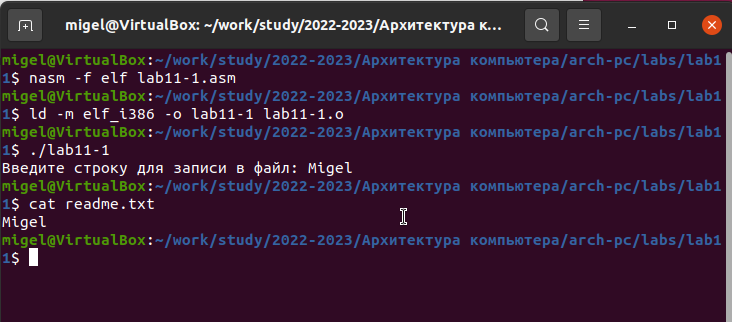 migel@VirtualBox: ~/work/study/2022-2023/Архитектура к...
migel@VirtualBox:~/work/study/2022-2023/Архитектура компьютера/arch-pc/labs/lab1
1$ nasm -f elf lab11-1.asm
migel@VirtualBox:~/work/study/2022-2023/Архитектура компьютера/arch-pc/labs/lab1
1$ ld -m elf_i386 -o lab11-1 lab11-1.o
migel@VirtualBox:~/work/study/2022-2023/Архитектура компьютера/arch-pc/labs/lab1
1$ ./lab11-1
Введите строку для записи в файл: Migel
migel@VirtualBox:~/work/study/2022-2023/Архитектура компьютера/arch-pc/labs/lab1
1$ cat readme.txt
Migel
migel@VirtualBox:~/work/study/2022-2023/Архитектура компьютера/arch-pc/labs/lab1
1$